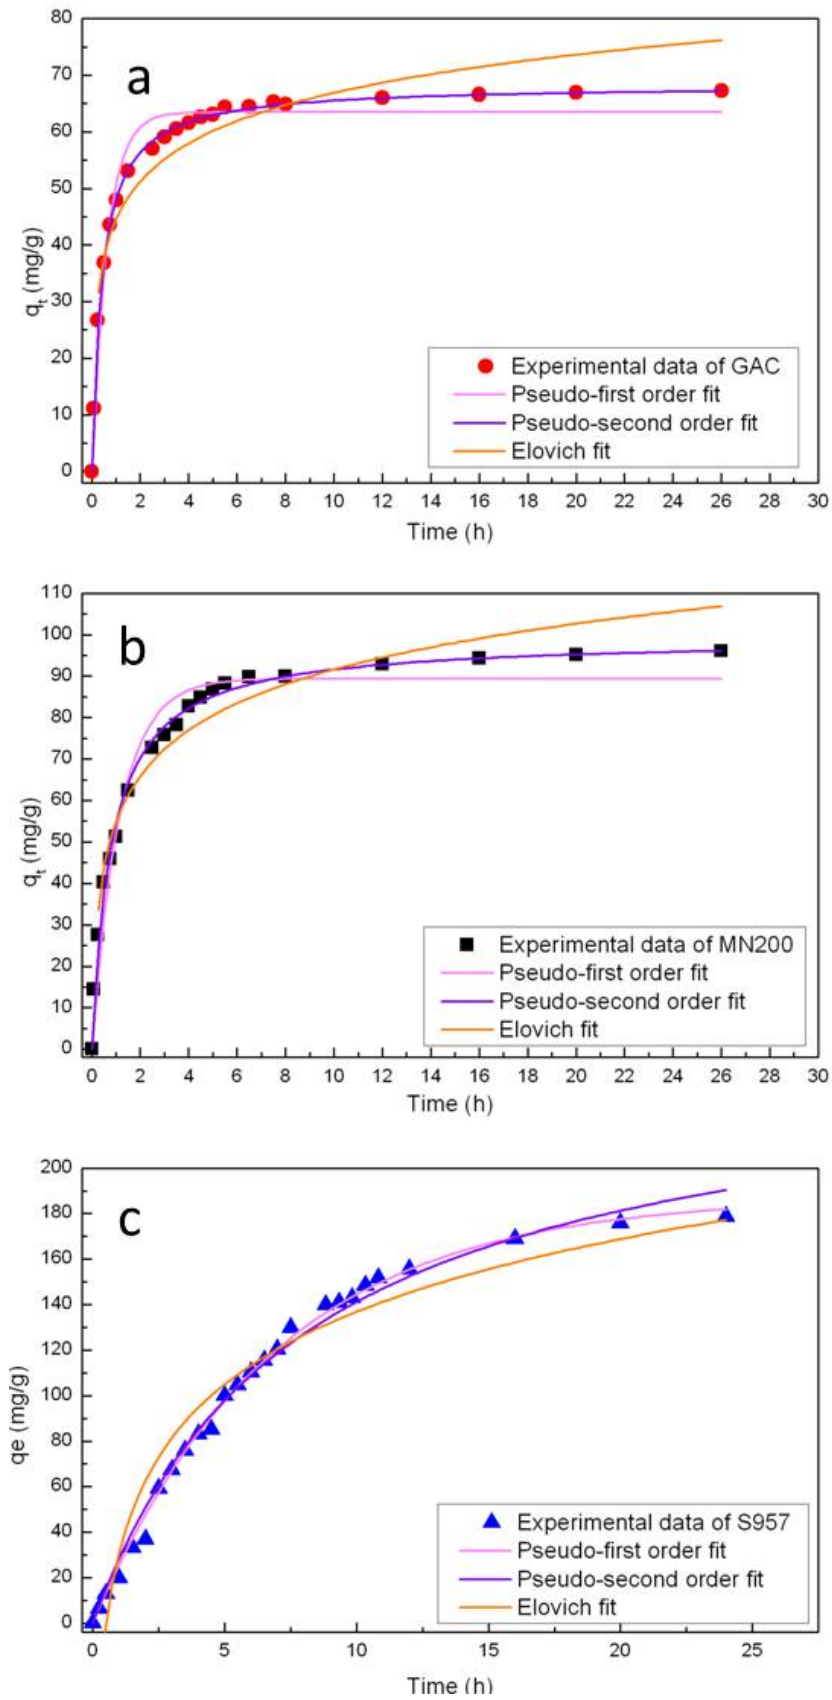 a
80
70
60
50
40
30
20
10
0
qt (mg/g)
0 2 4 6 8 10 12 14 16 18 20 22 24 26 28 30
Time (h)
Experimental data of GAC
Pseudo-first order fit
Pseudo-second order fit
Elovich fit
b
110
100
90
80
70
60
50
40
30
20
10
0
qt (mg/g)
0 2 4 6 8 10 12 14 16 18 20 22 24 26 28 30
Time (h)
Experimental data of MN200
Pseudo-first order fit
Pseudo-second order fit
Elovich fit
c
200
180
160
140
120
100
80
60
40
20
0
qe (mg/g)
0 5 10 15 20 25
Time (h)
Experimental data of S957
Pseudo-first order fit
Pseudo-second order fit
Elovich fit